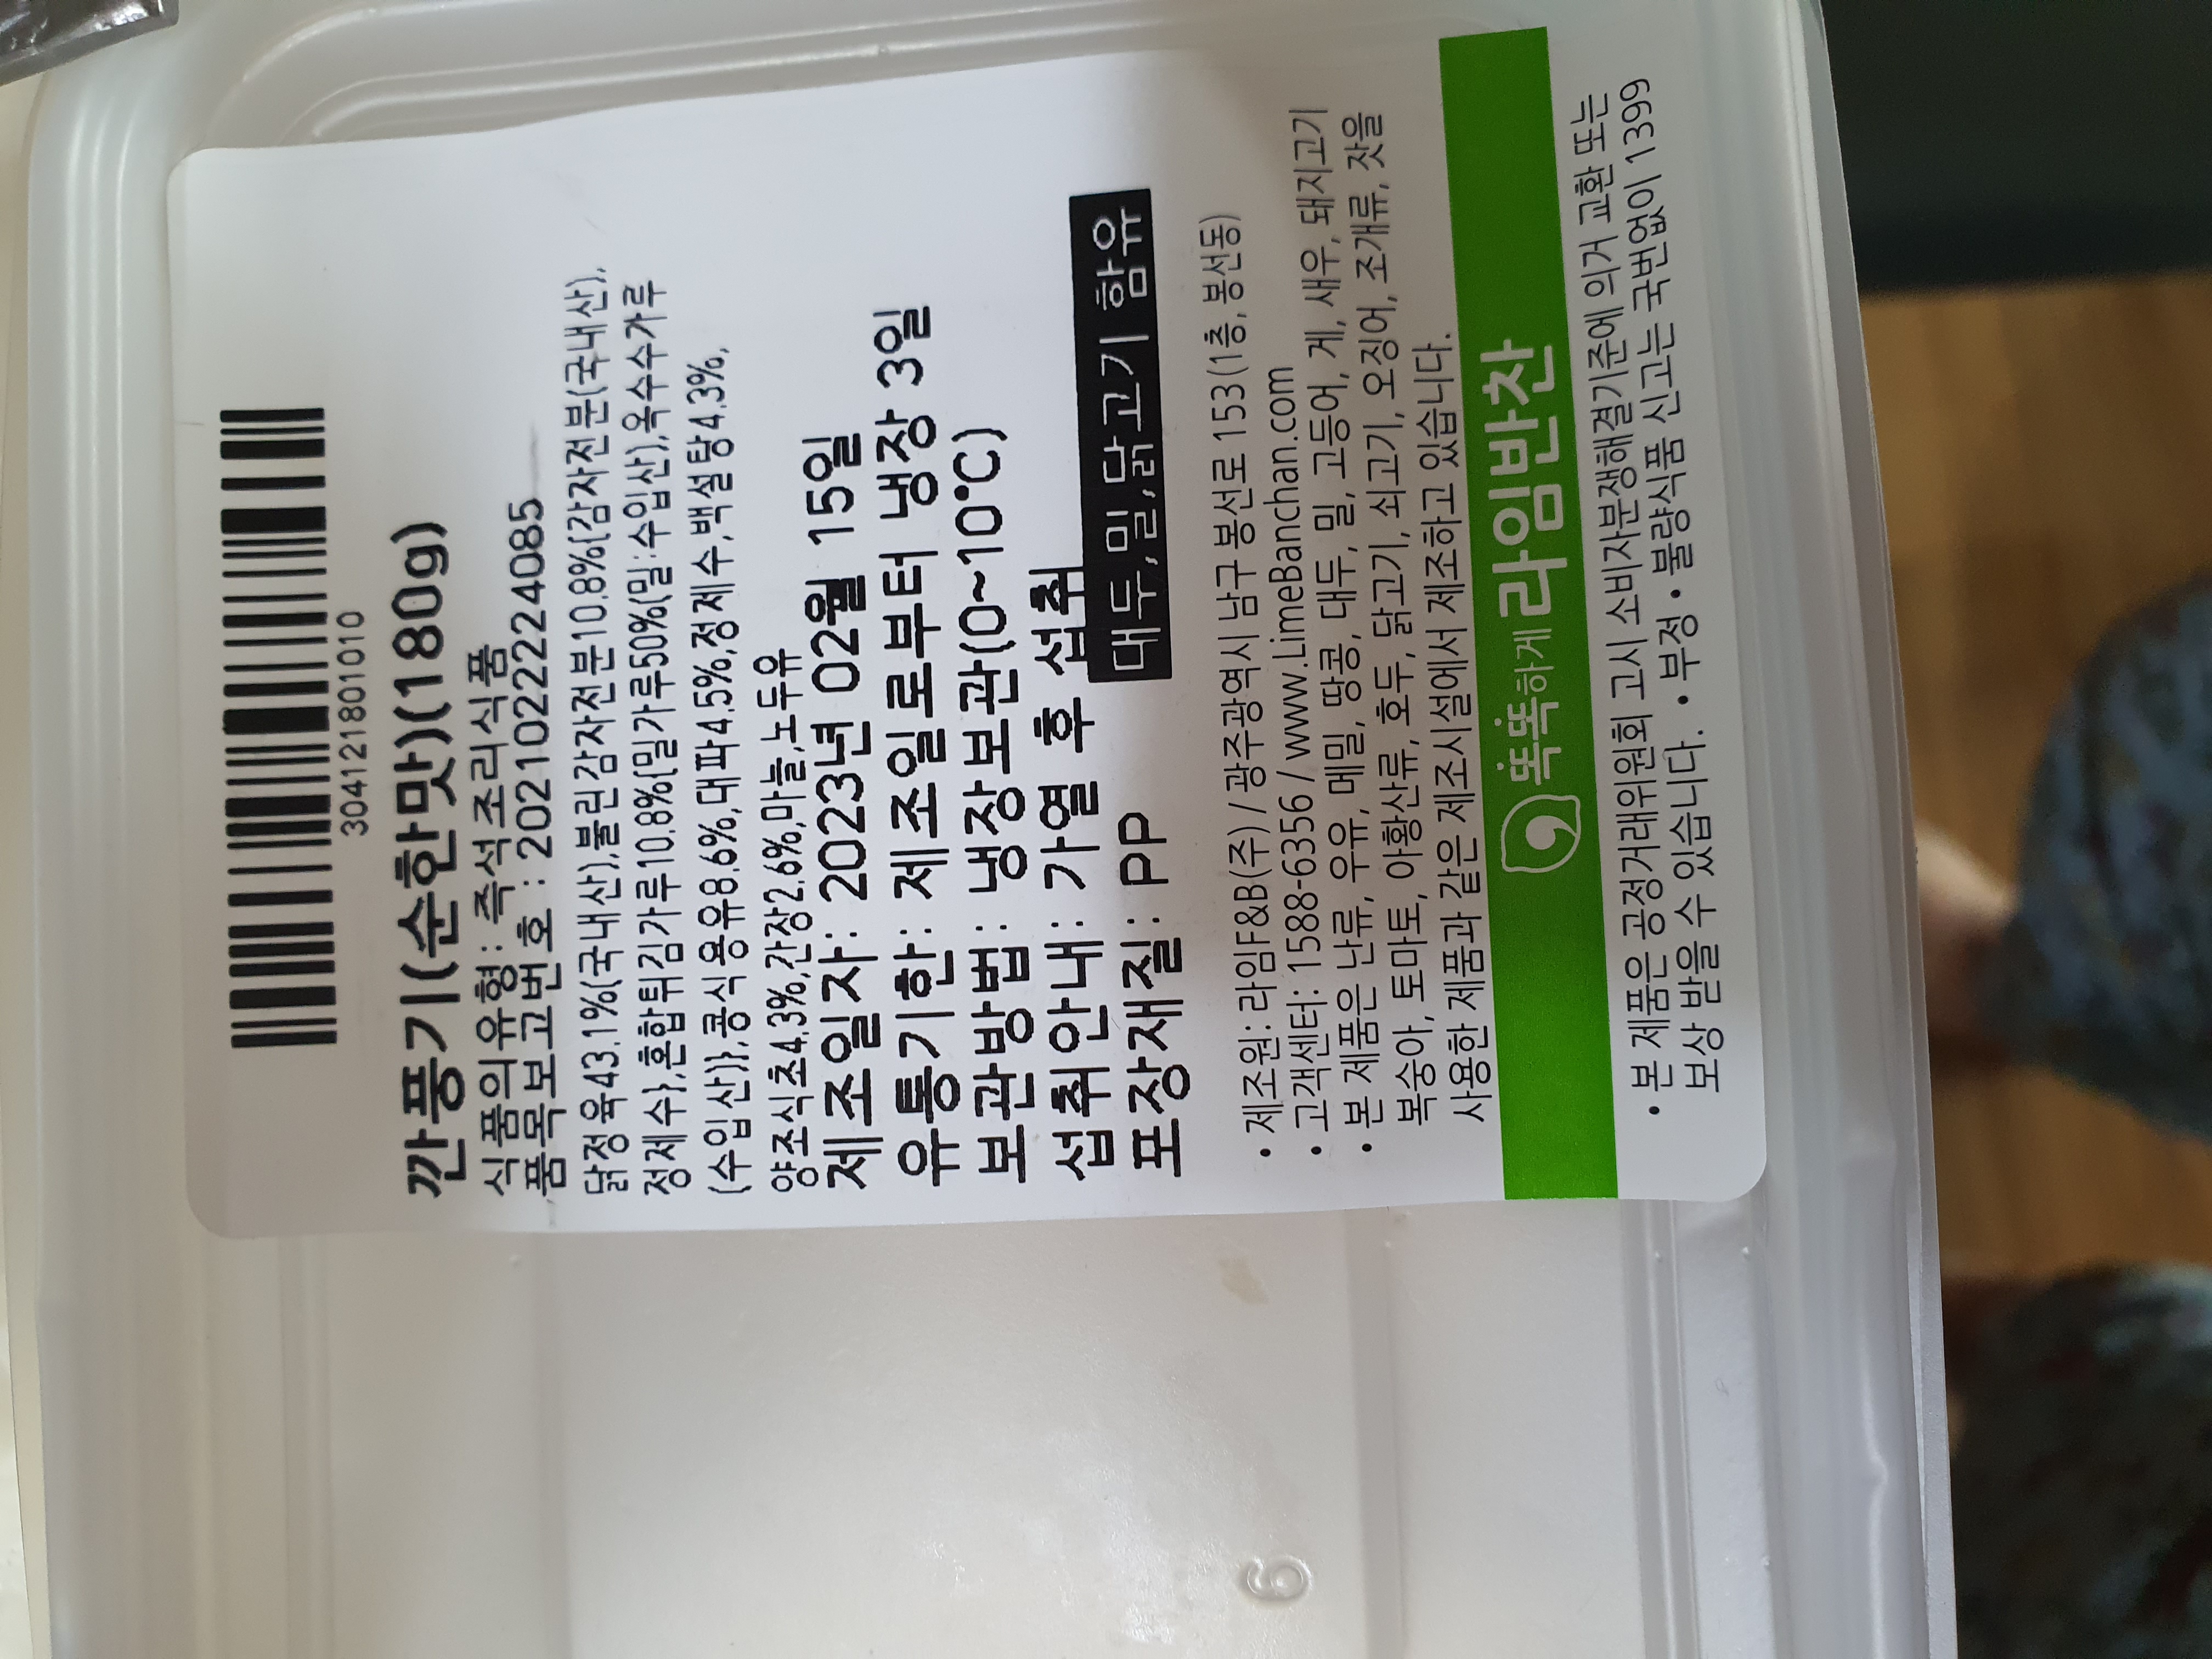 3041218010​10
깐풍기(순한맛)(180g)
식품의유형: 즉석조리식품
품목보고번호 : 20210222224085
닭정육43.1%(국내산),불린감자전분10.8%{감자전분(국내산),
정제수},혼합튀김가루10.8%{밀가루50%(밀:수입산),옥수수가루
(수입산)},콩식용유8.6%,대파4.5%,정제수,백설탕4.3%,
양조식초4.3%,간장2.6%,마늘,노두유
제조일자: 2023년 02월 15일
유통기한: 제조일로부터 냉장 3일
보관방법: 냉장보관(0~10°C)
섭취안내: 가열 후 섭취
포장재질: PP
대두,밀,닭고기 함유
• 제조원: 라임F&B(주) / 광주광역시 남구 봉선로 153(1층, 봉선동)
• 고객센터: 1588-6356 / www.LimeBanchan.com
• 본 제품은 난류, 우유, 메밀, 땅콩, 대두, 밀, 고등어, 게, 새우, 돼지고기
복숭아, 토마토, 아황산류, 호두, 닭고기, 쇠고기, 오징어, 조개류, 잣을
사용한 제품과 같은 제조시설에서 제조하고 있습니다.
똑똑하게 라임반찬
• 본 제품은 공정거래위원회 고시 소비자분쟁해결기준에 의거 교환 또는
보상 받을 수 있습니다. • 부정 • 불량식품 신고는 국번없이 1399
6